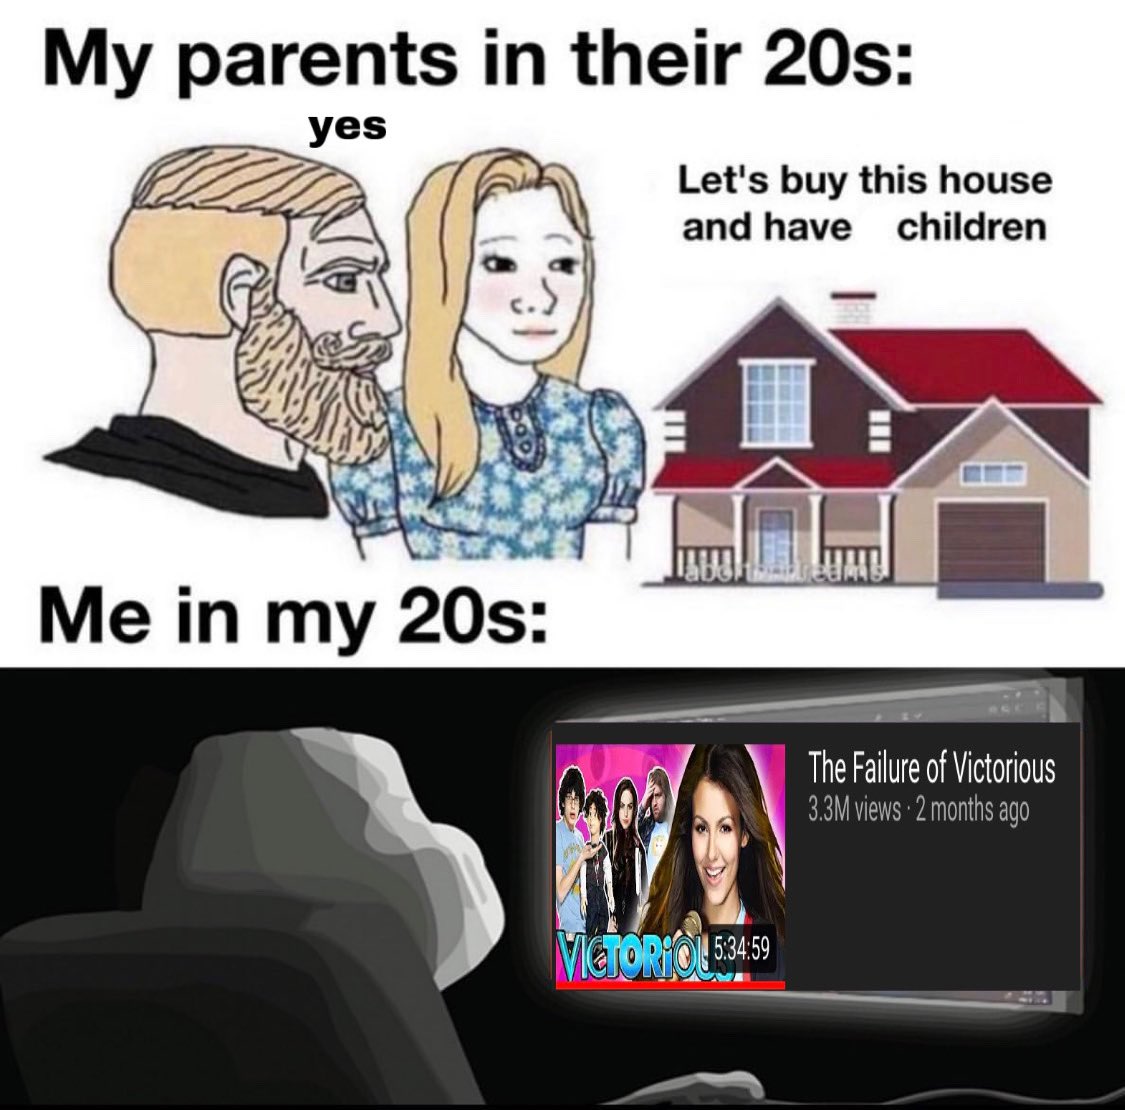 My parents in their 20s:
yes
Let's buy this house
and have children
Me in my 20s:
The Failure of Victorious
3.3M views · 2 months ago
VICTORiOUS
5:34:59